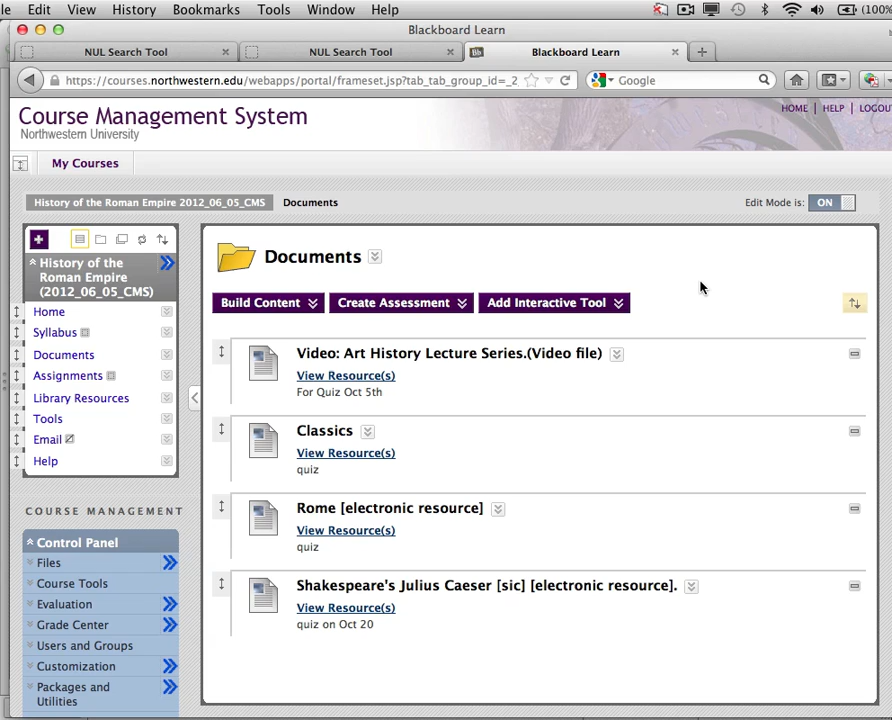 le Edit View History Bookmarks Tools Window Help (100%
Blackboard Learn
NUL Search Tool × NUL Search Tool × Bb Blackboard Learn × +
https://courses.northwestern.edu/webapps/portal/frameset.jsp?tab_tab_group_id=_2 Google
Course Management System
Northwestern University
HOME | HELP | LOGOU
My Courses
History of the Roman Empire 2012_06_05_CMS Documents Edit Mode is: ON
History of the
Roman Empire
(2012_06_05_CMS)
Home
Syllabus
Documents
Assignments
Library Resources
Tools
Email
Help
COURSE MANAGEMENT
Control Panel
Files
Course Tools
Evaluation
Grade Center
Users and Groups
Customization
Packages and
Utilities
Documents
Build Content Create Assessment Add Interactive Tool
Video: Art History Lecture Series.(Video file)
View Resource(s)
For Quiz Oct 5th
Classics
View Resource(s)
quiz
Rome [electronic resource]
View Resource(s)
quiz
Shakespeare's Julius Caeser [sic] [electronic resource].
View Resource(s)
quiz on Oct 20